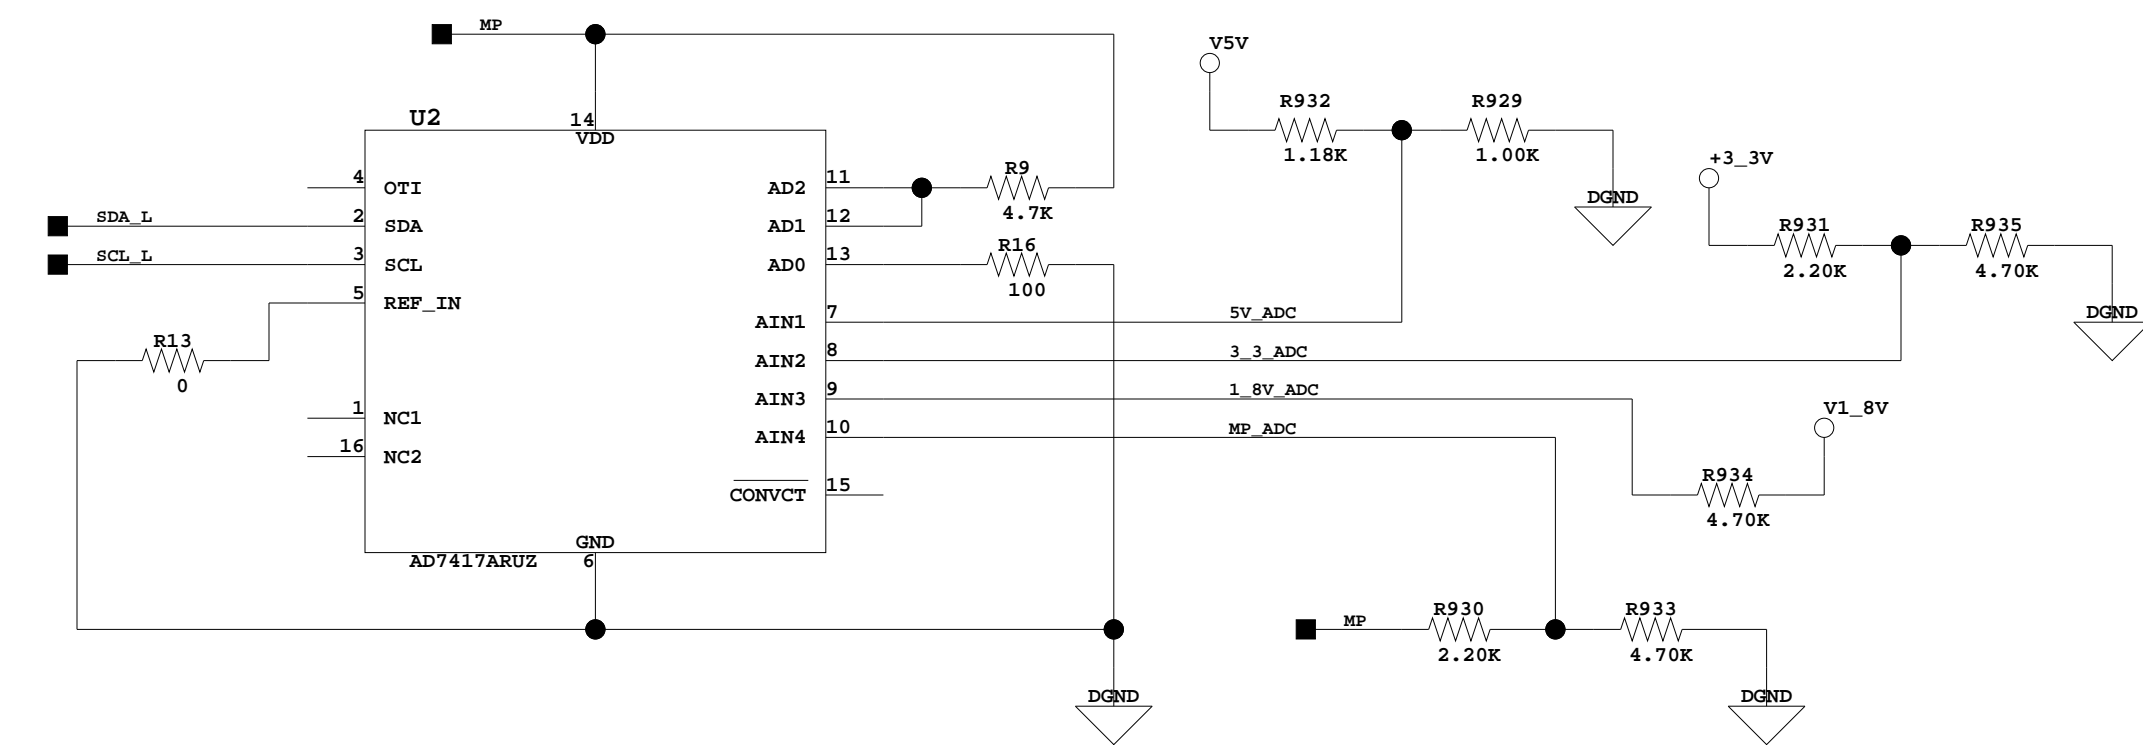 MP
V5V
U2
14
VDD
R932
1.18K
R929
1.00K
DGND
+3_3V
R931
2.20K
R935
4.70K
DGND
4
OTI
SDA_L
2
SDA
SCL_L
3
SCL
5
REF_IN
R13
0
1
NC1
16
NC2
AD2
11
AD1
12
AD0
13
R9
4.7K
R16
100
AIN1
7
5V_ADC
AIN2
8
3_3_ADC
AIN3
9
1_8V_ADC
AIN4
10
MP_ADC
CONVCT
15
V1_8V
R934
4.70K
GND
6
AD7417ARUZ
MP
R930
2.20K
R933
4.70K
DGND
DGND